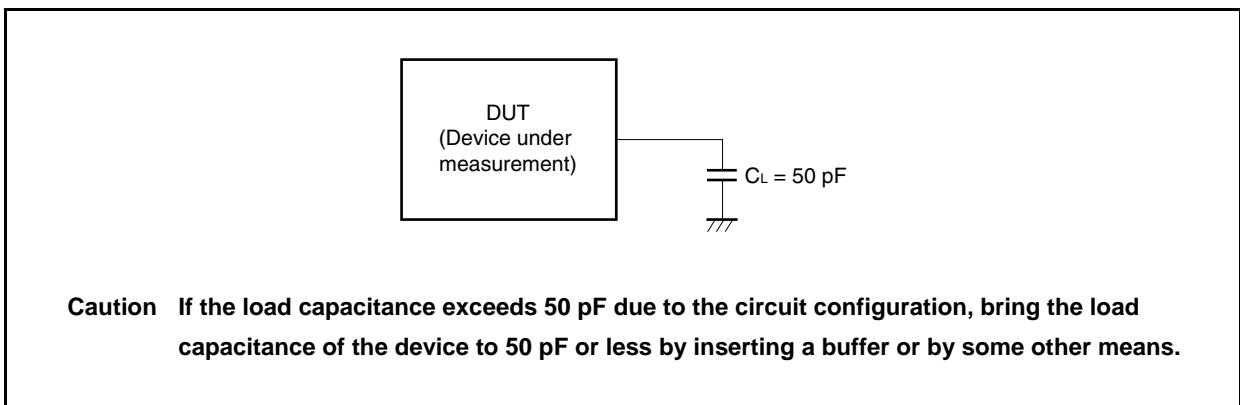 DUT
(Device under
measurement)
CL = 50 pF
Caution If the load capacitance exceeds 50 pF due to the circuit configuration, bring the load
capacitance of the device to 50 pF or less by inserting a buffer or by some other means.